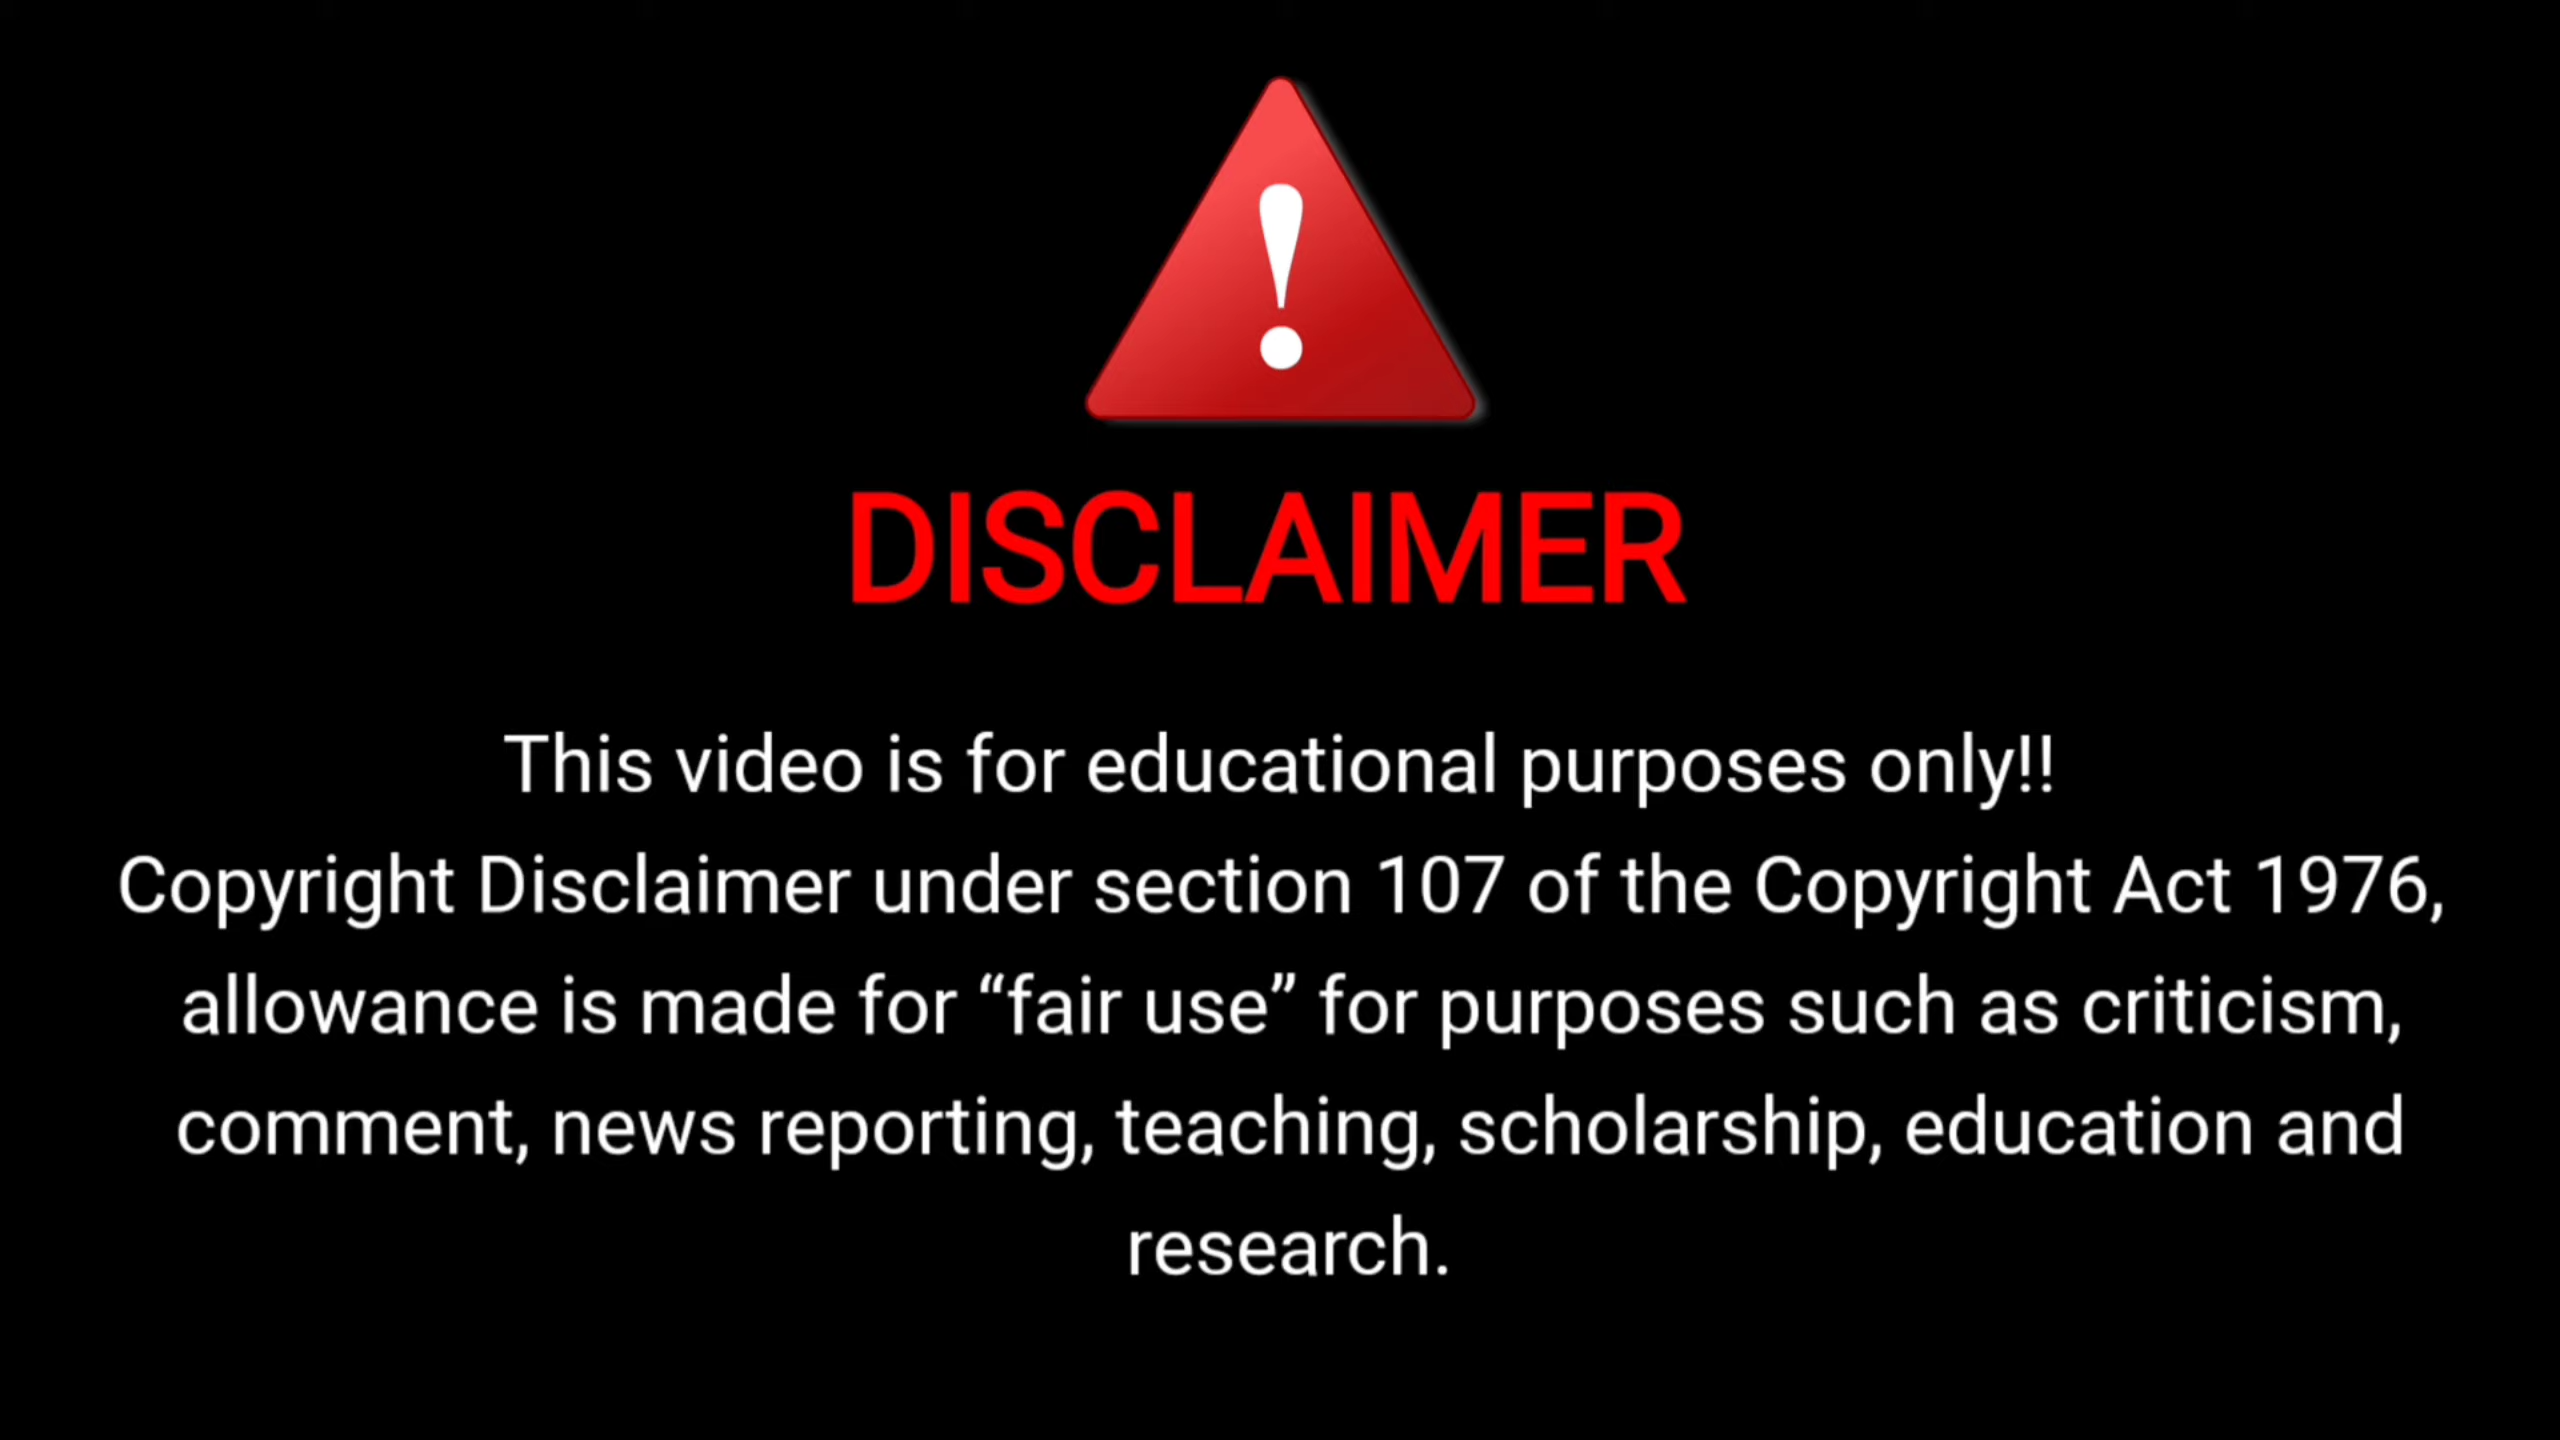 !
DISCLAIMER
This video is for educational purposes only!!
Copyright Disclaimer under section 107 of the Copyright Act 1976,
allowance is made for “fair use” for purposes such as criticism,
comment, news reporting, teaching, scholarship, education and
research.